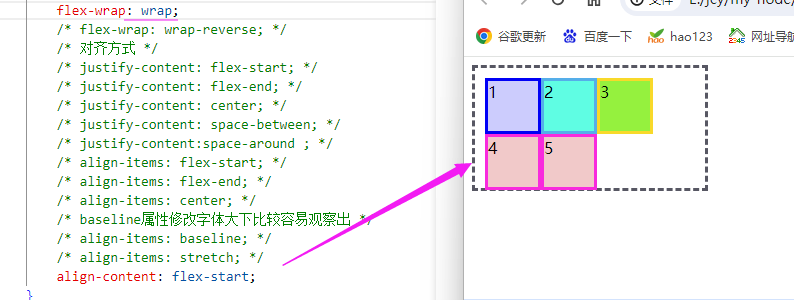 flex-wrap: wrap;
/* flex-wrap: wrap-reverse; */
/* 对齐方式 */
/* justify-content: flex-start; */
/* justify-content: flex-end; */
/* justify-content: center; */
/* justify-content: space-between; */
/* justify-content:space-around ; */
/* align-items: flex-start; */
/* align-items: flex-end; */
/* align-items: center; */
/* baseline属性修改字体大下比较容易观察出 */
/* align-items: baseline; */
/* align-items: stretch; */
align-content: flex-start;
}
谷歌更新 百度一下 hao123 网址导航
1 2 3
4 5